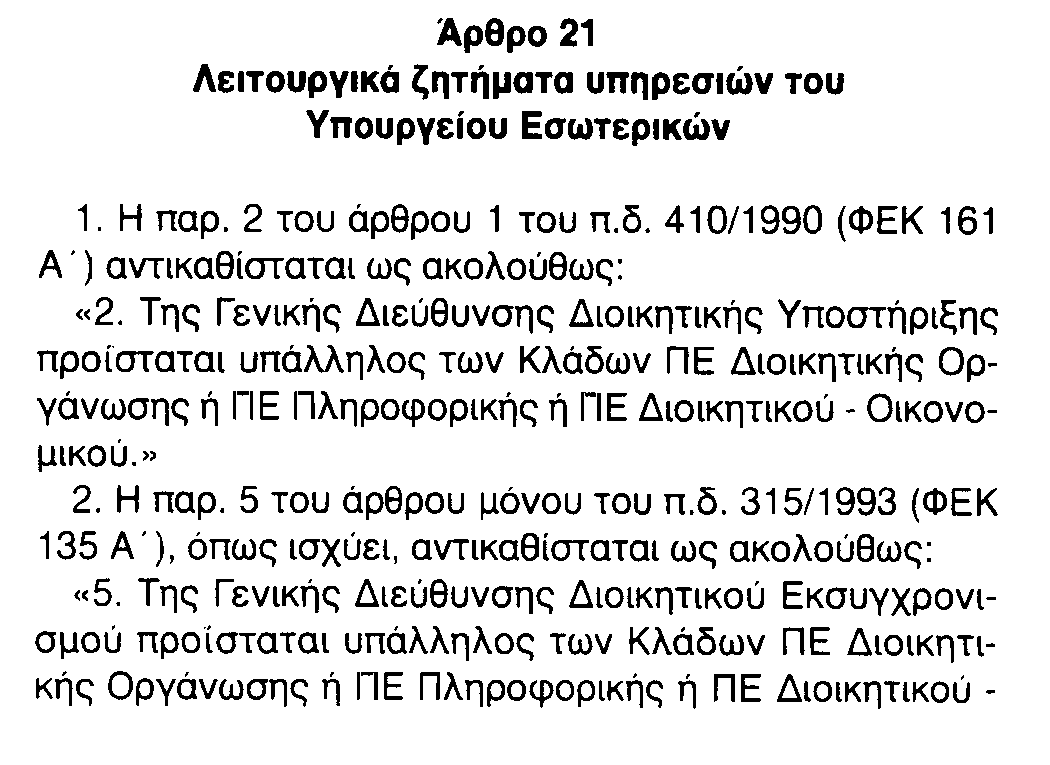 Άρθρο 21
Λειτουργικά ζητήματα υπηρεσιών του
Υπουργείου Εσωτερικών
1. Η παρ. 2 του άρθρου 1 του π.δ. 410/1990 (ΦΕΚ 161
Α΄) αντικαθίσταται ως ακολούθως:
«2. Της Γενικής Διεύθυνσης Διοικητικής Υποστήριξης
προΐσταται υπάλληλος των Κλάδων ΠΕ Διοικητικής Ορ-
γάνωσης ή ΠΕ Πληροφορικής ή ΠΕ Διοικητικού - Οικονο-
μικού.»
2. Η παρ. 5 του άρθρου μόνου του π.δ. 315/1993 (ΦΕΚ
135 Α΄), όπως ισχύει, αντικαθίσταται ως ακολούθως:
«5. Της Γενικής Διεύθυνσης Διοικητικού Εκσυγχρονι-
σμού προΐσταται υπάλληλος των Κλάδων ΠΕ Διοικητι-
κής Οργάνωσης ή ΠΕ Πληροφορικής ή ΠΕ Διοικητικού -